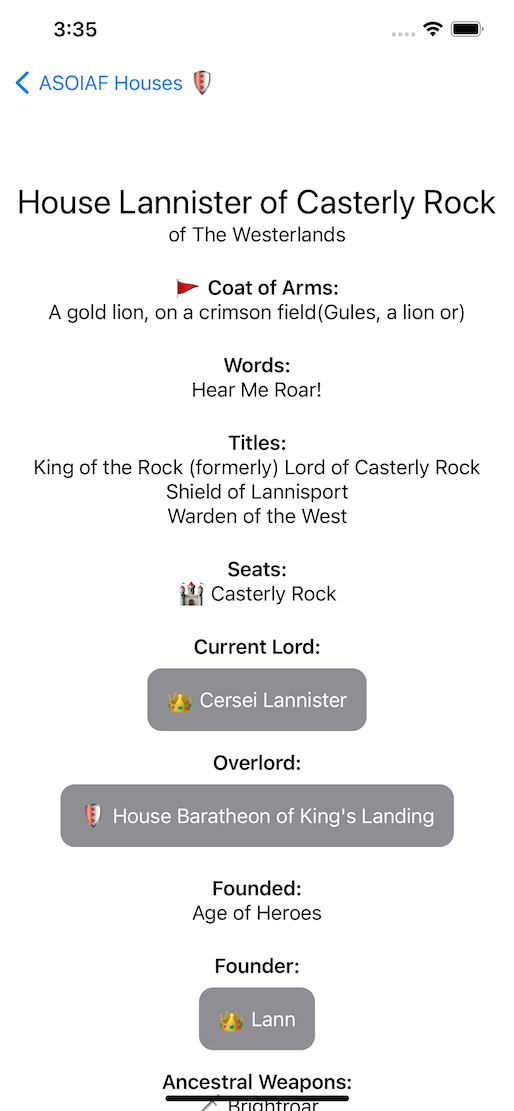 3:35
ASOIAF Houses
House Lannister of Casterly Rock
of The Westerlands
Coat of Arms:
A gold lion, on a crimson field(Gules, a lion or)
Words:
Hear Me Roar!
Titles:
King of the Rock (formerly) Lord of Casterly Rock
Shield of Lannisport
Warden of the West
Seats:
Casterly Rock
Current Lord:
Cersei Lannister
Overlord:
House Baratheon of King's Landing
Founded:
Age of Heroes
Founder:
Lann
Ancestral Weapons:
Brightroar